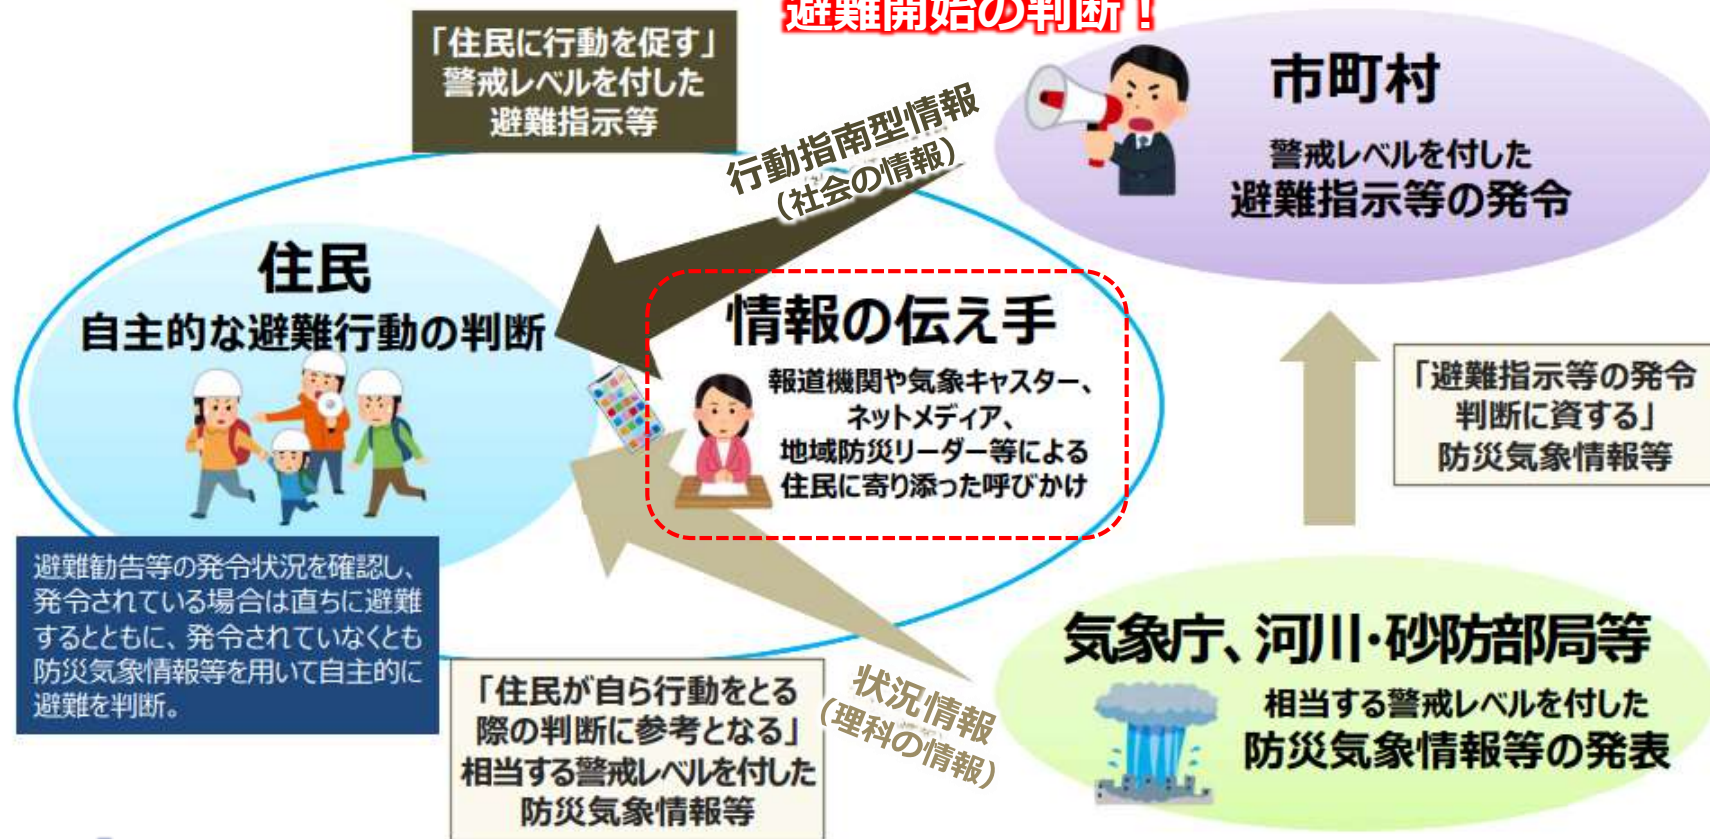 避難開始の判断！
「住民に行動を促す」
警戒レベルを付した
避難指示等
行動指南型情報
（社会の情報）
市町村
警戒レベルを付した
避難指示等の発令
住民
自主的な避難行動の判断
情報の伝え手
報道機関や気象キャスター、
ネットメディア、
地域防災リーダー等による
住民に寄り添った呼びかけ
「避難指示等の発令
判断に資する」
防災気象情報等
避難勧告等の発令状況を確認し、
発令されている場合は直ちに避難
するとともに、発令されていなくとも
防災気象情報等を用いて自主的に
避難を判断。
「住民が自ら行動をとる
際の判断に参考となる」
相当する警戒レベルを付した
防災気象情報等
状況情報
（理科の情報）
気象庁、河川・砂防部局等
相当する警戒レベルを付した
防災気象情報等の発表